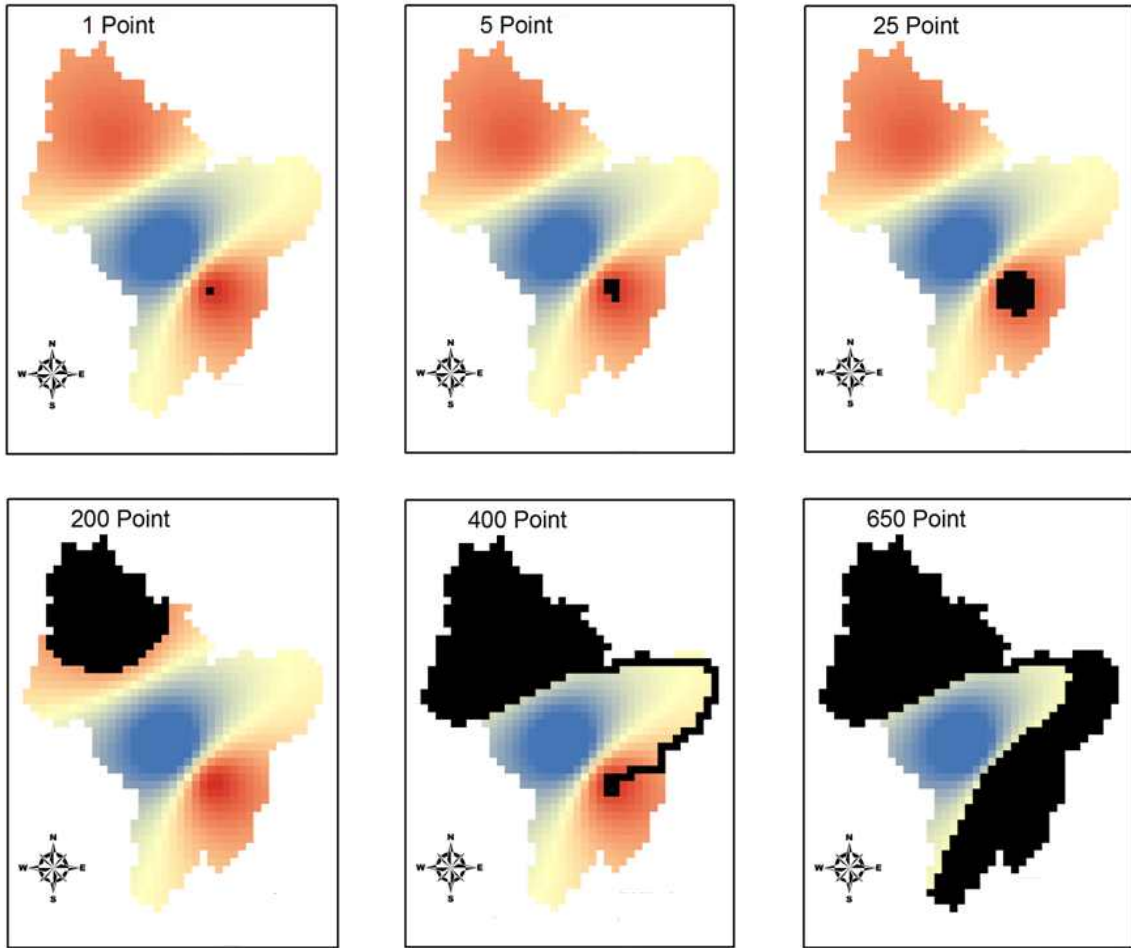 1 Point
5 Point
25 Point
N
W E
S
N
W E
S
N
W E
S
200 Point
400 Point
650 Point
N
W E
S
N
W E
S
N
W E
S